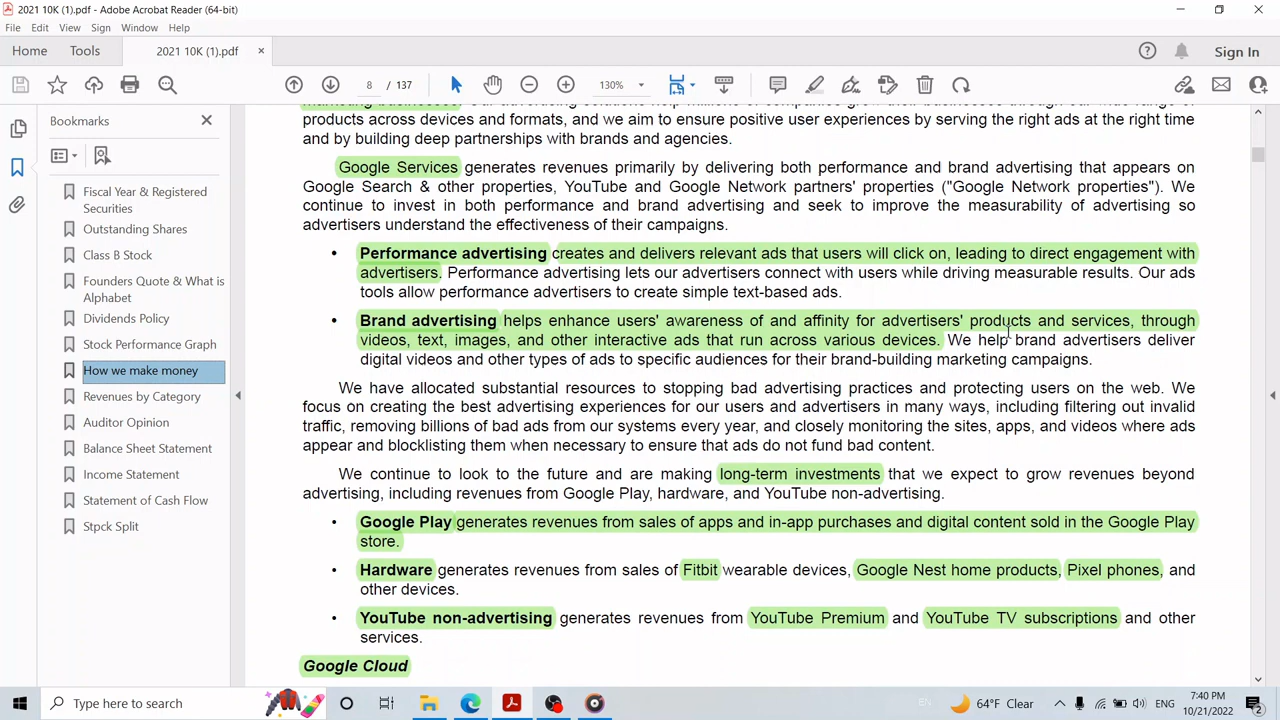 2021 10K (1).pdf - Adobe Acrobat Reader (64-bit)
File Edit View Sign Window Help
Home Tools 2021 10K (1).pdf × Sign In
8 / 137 130%
Bookmarks
Fiscal Year & Registered
Securities
Outstanding Shares
Class B Stock
Founders Quote & What is
Alphabet
Dividends Policy
Stock Performance Graph
How we make money
Revenues by Category
Auditor Opinion
Balance Sheet Statement
Income Statement
Statement of Cash Flow
Stpck Split
products across devices and formats, and we aim to ensure positive user experiences by serving the right ads at the right time
and by building deep partnerships with brands and agencies.
Google Services generates revenues primarily by delivering both performance and brand advertising that appears on
Google Search & other properties, YouTube and Google Network partners' properties ("Google Network properties"). We
continue to invest in both performance and brand advertising and seek to improve the measurability of advertising so
advertisers understand the effectiveness of their campaigns.
• Performance advertising creates and delivers relevant ads that users will click on, leading to direct engagement with
advertisers. Performance advertising lets our advertisers connect with users while driving measurable results. Our ads
tools allow performance advertisers to create simple text-based ads.
• Brand advertising helps enhance users' awareness of and affinity for advertisers' products and services, through
videos, text, images, and other interactive ads that run across various devices. We help brand advertisers deliver
digital videos and other types of ads to specific audiences for their brand-building marketing campaigns.
We have allocated substantial resources to stopping bad advertising practices and protecting users on the web. We
focus on creating the best advertising experiences for our users and advertisers in many ways, including filtering out invalid
traffic, removing billions of bad ads from our systems every year, and closely monitoring the sites, apps, and videos where ads
appear and blocklisting them when necessary to ensure that ads do not fund bad content.
We continue to look to the future and are making long-term investments that we expect to grow revenues beyond
advertising, including revenues from Google Play, hardware, and YouTube non-advertising.
• Google Play generates revenues from sales of apps and in-app purchases and digital content sold in the Google Play
store.
• Hardware generates revenues from sales of Fitbit wearable devices, Google Nest home products, Pixel phones, and
other devices.
• YouTube non-advertising generates revenues from YouTube Premium and YouTube TV subscriptions and other
services.
Google Cloud
Type here to search
64°F Clear
ENG
7:40 PM
10/21/2022
2